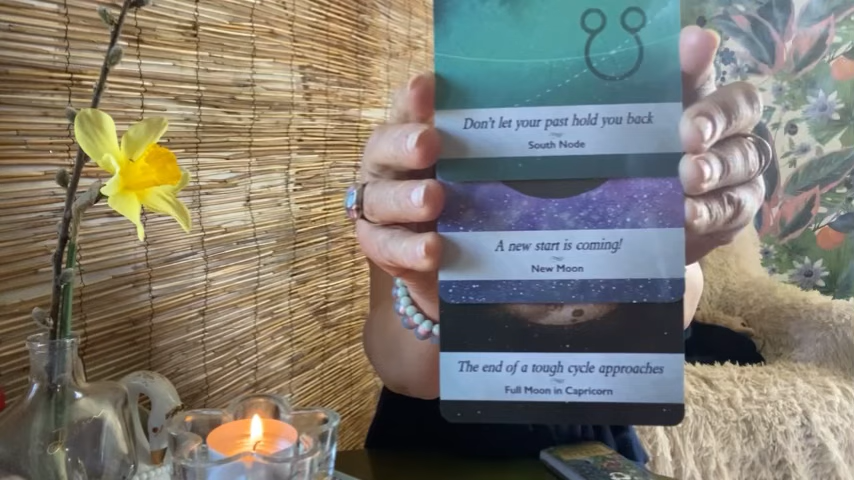 Don't let your past hold you back
South Node
A new start is coming!
New Moon
The end of a tough cycle approaches
Full Moon in Capricorn